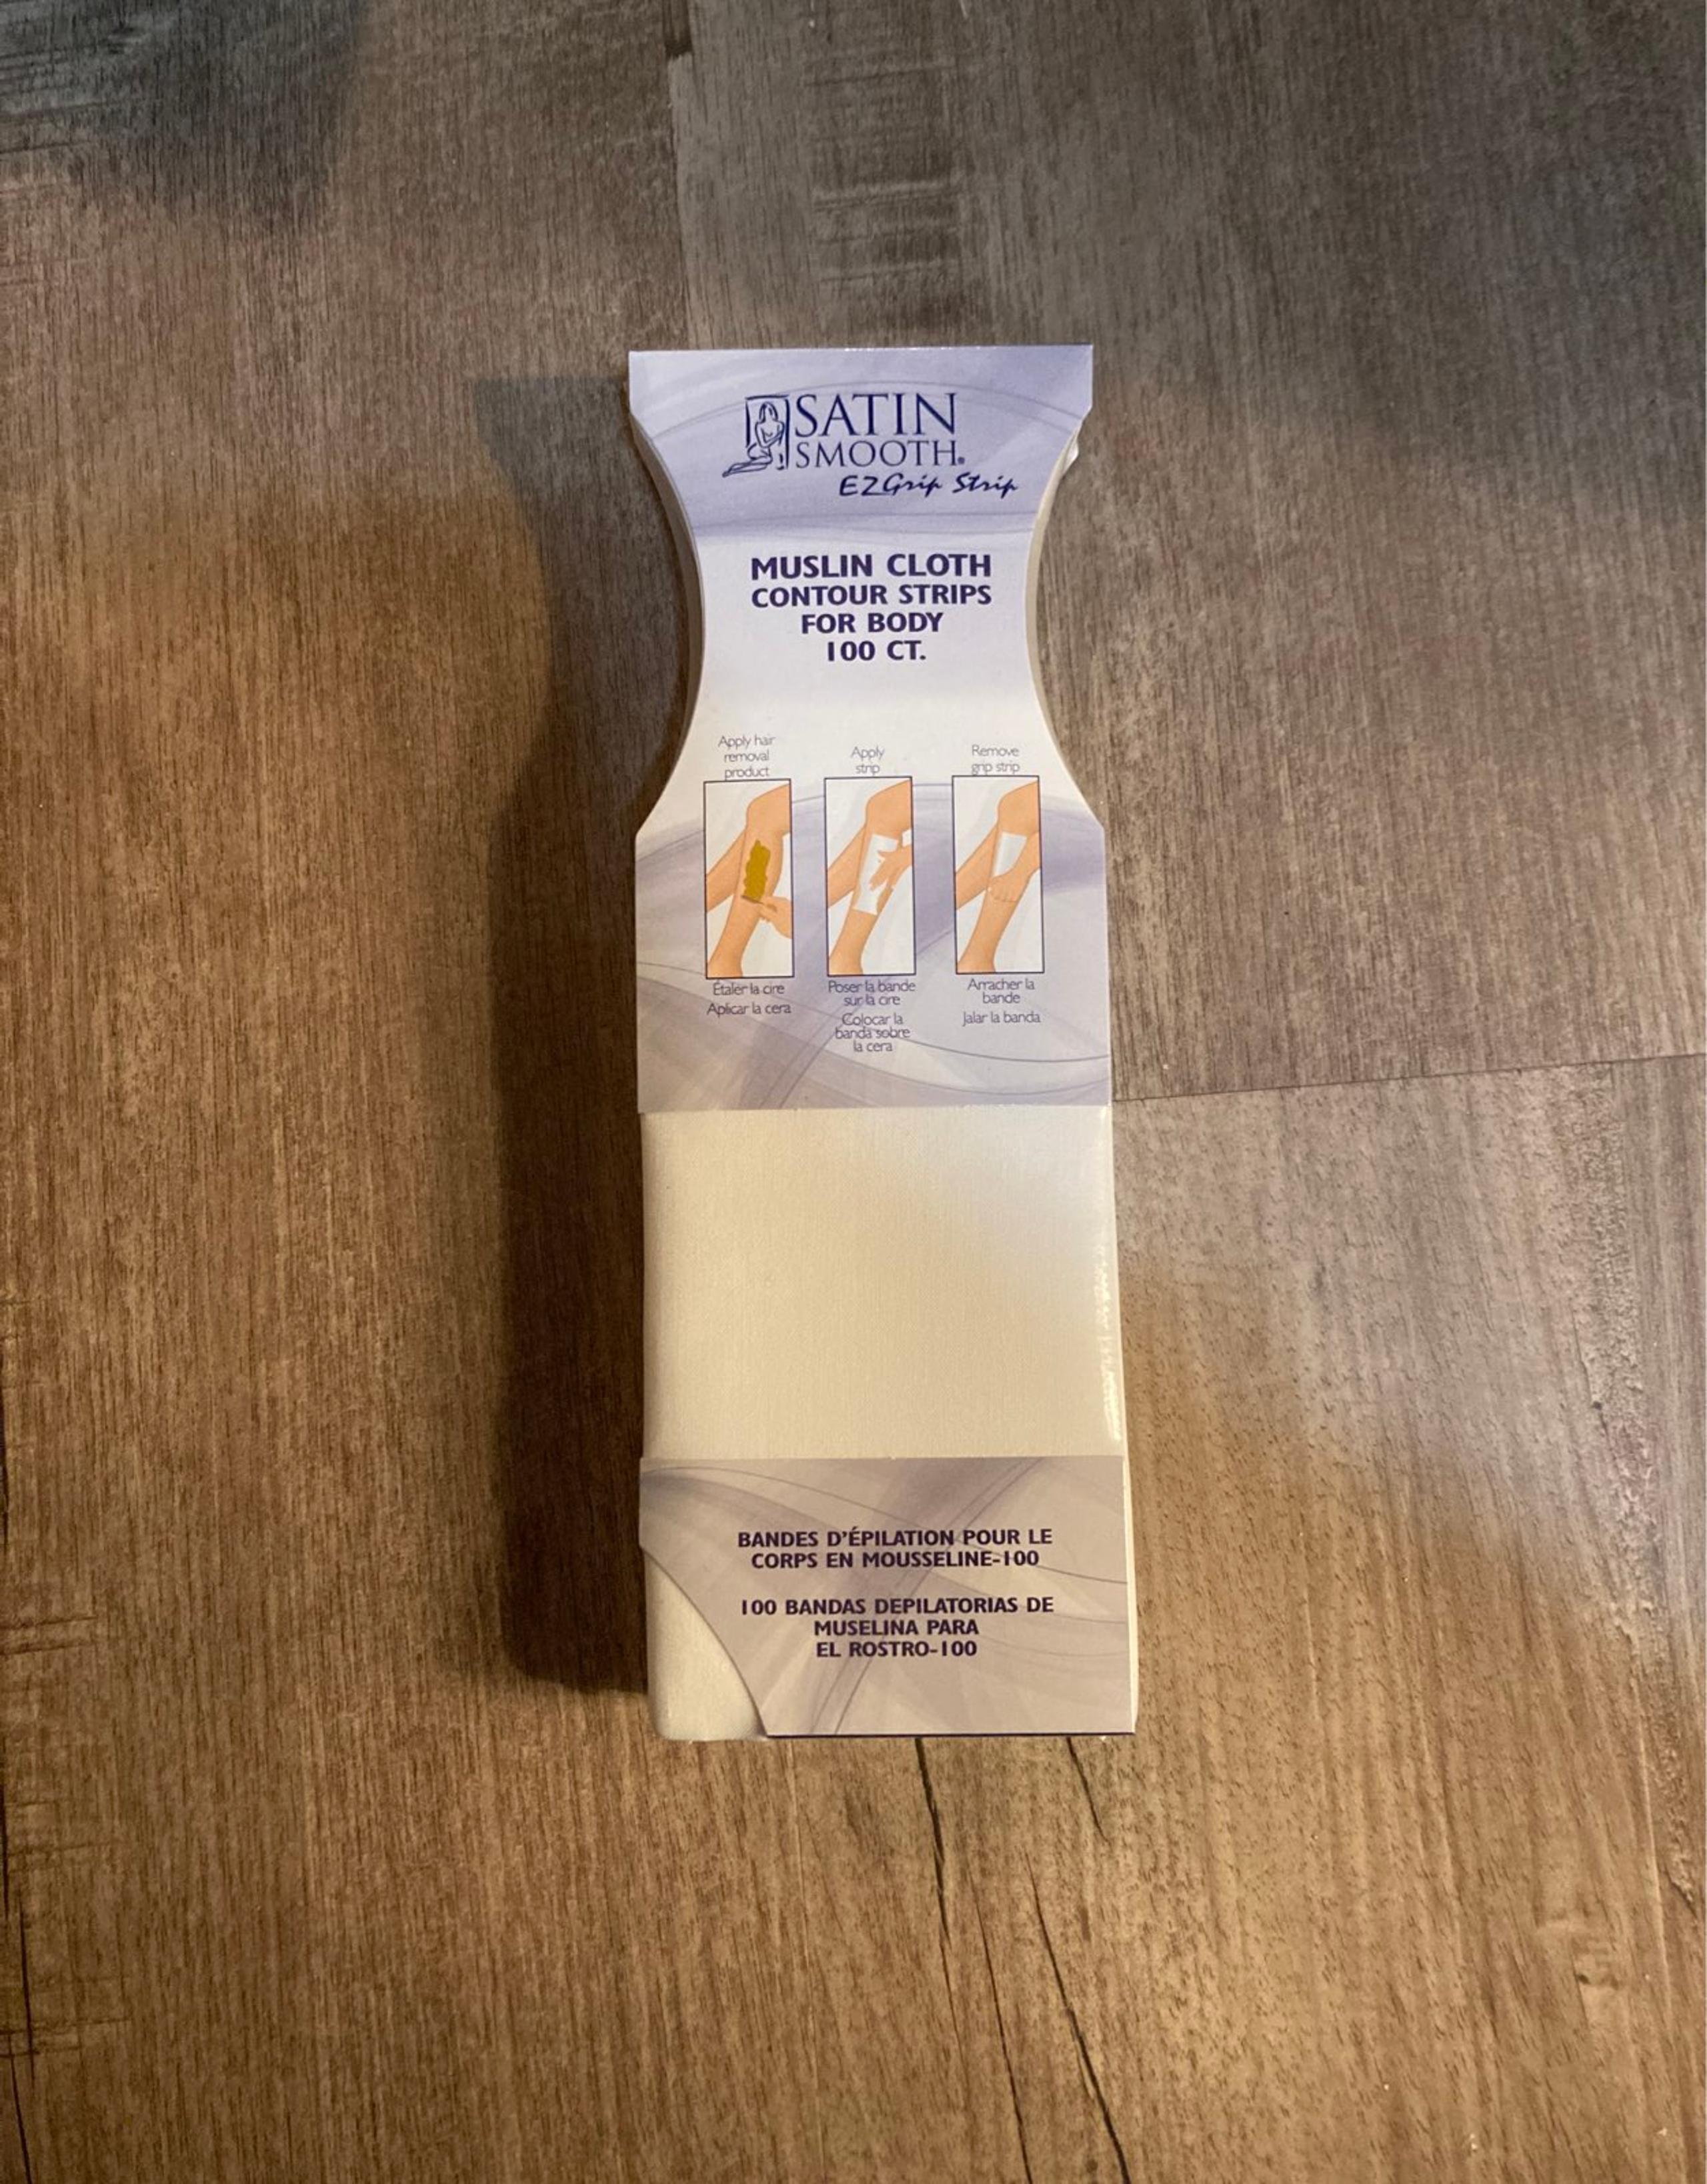 SATIN
SMOOTH®
EZ Grip Strip
MUSLIN CLOTH
CONTOUR STRIPS
FOR BODY
100 CT.
Apply hair
removal
product
Apply
strip
Remove
grip strip
Étaler la cire
Aplicar la cera
Poser la bande
sur la cire
Colocar la
banda sobre
la cera
Arracher la
bande
Jalar la banda
BANDES D'ÉPILATION POUR LE
CORPS EN MOUSSELINE-100
100 BANDAS DEPILATORIAS DE
MUSELINA PARA
EL ROSTRO-100